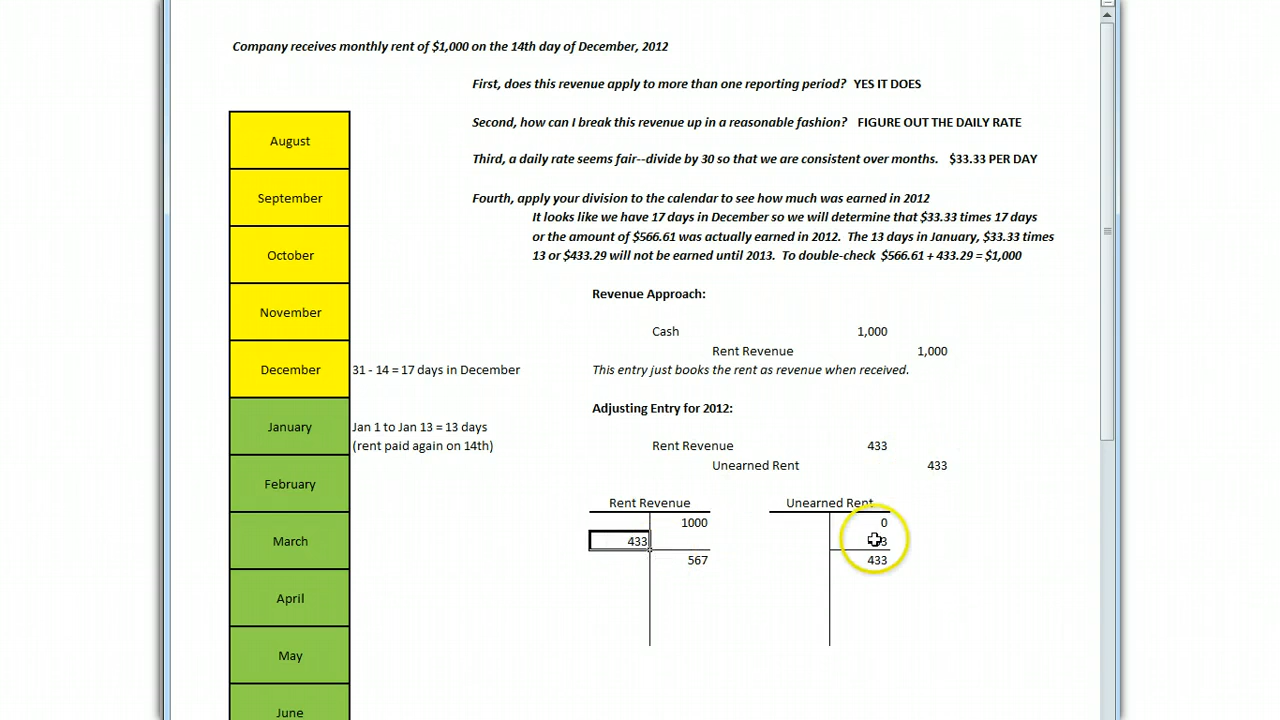 Company receives monthly rent of $1,000 on the 14th day of December, 2012
First, does this revenue apply to more than one reporting period? YES IT DOES
Second, how can I break this revenue up in a reasonable fashion? FIGURE OUT THE DAILY RATE
Third, a daily rate seems fair--divide by 30 so that we are consistent over months. $33.33 PER DAY
Fourth, apply your division to the calendar to see how much was earned in 2012
It looks like we have 17 days in December so we will determine that $33.33 times 17 days
or the amount of $566.61 was actually earned in 2012. The 13 days in January, $33.33 times
13 or $433.29 will not be earned until 2013. To double-check $566.61 + 433.29 = $1,000
August
September
October
November
December
31 - 14 = 17 days in December
January
Jan 1 to Jan 13 = 13 days
(rent paid again on 14th)
February
March
April
May
June
Revenue Approach:
Cash 1,000
Rent Revenue 1,000
This entry just books the rent as revenue when received.
Adjusting Entry for 2012:
Rent Revenue 433
Unearned Rent 433
Rent Revenue
1000
433
567
Unearned Rent
0
433